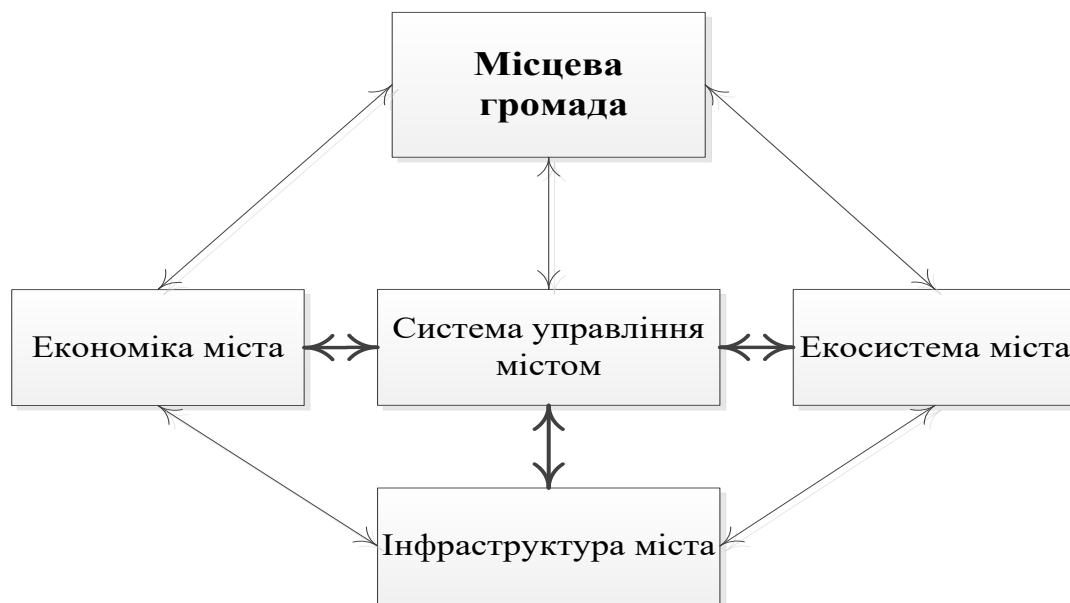 Місцева
громада
Економіка міста
Система управління
містом
Екосистема міста
Інфраструктура міста